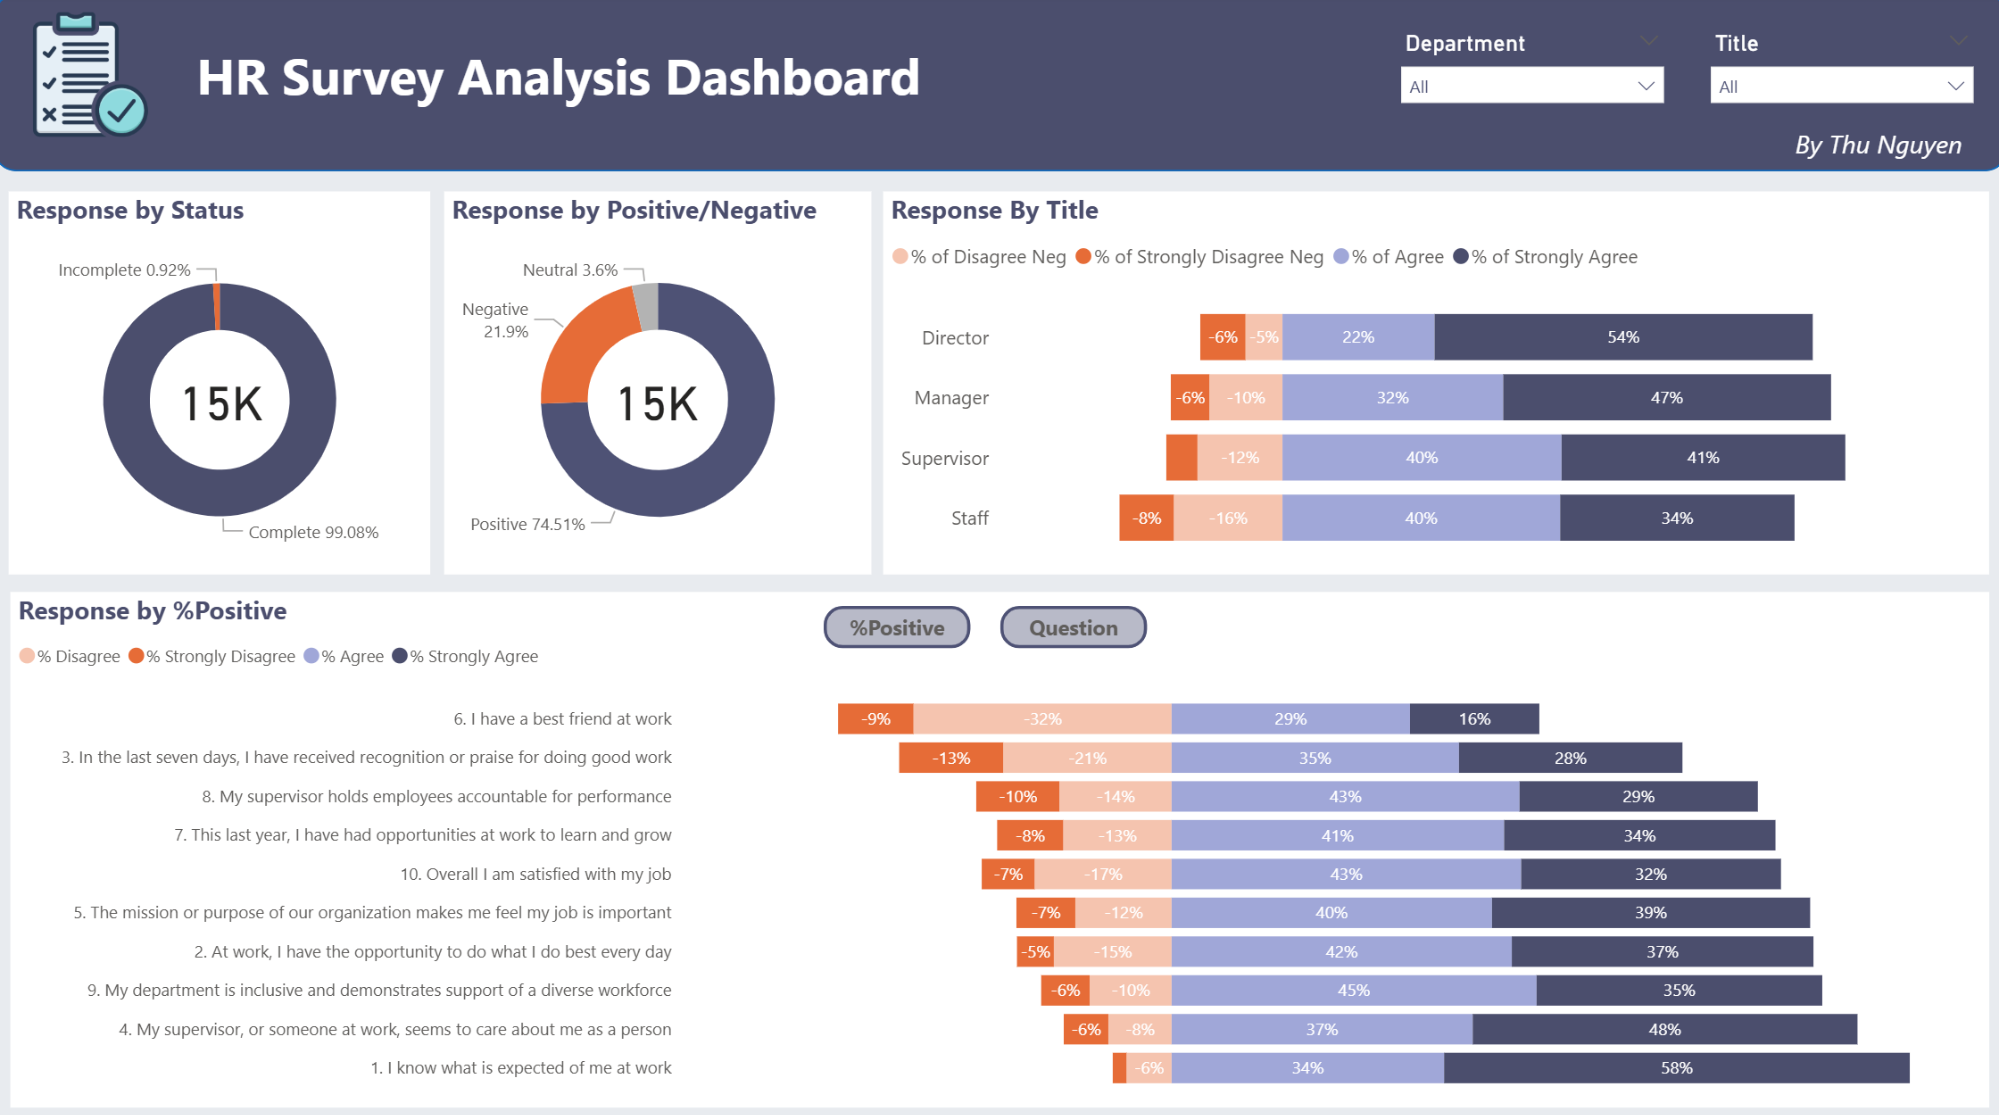 HR Survey Analysis Dashboard
Department
Title
All
All
By Thu Nguyen
Response by Status
Incomplete 0.92%
15K
Complete 99.08%
Response by Positive/Negative
Neutral 3.6%
Negative
21.9%
15K
Positive 74.51%
Response By Title
% of Disagree Neg % of Strongly Disagree Neg % of Agree % of Strongly Agree
Director -6% -5% 22% 54%
Manager -6% -10% 32% 47%
Supervisor -12% 40% 41%
Staff -8% -16% 40% 34%
Response by %Positive
%Positive
Question
% Disagree % Strongly Disagree % Agree % Strongly Agree
6. I have a best friend at work -9% -32% 29% 16%
3. In the last seven days, I have received recognition or praise for doing good work -13% -21% 35% 28%
8. My supervisor holds employees accountable for performance -10% -14% 43% 29%
7. This last year, I have had opportunities at work to learn and grow -8% -13% 41% 34%
10. Overall I am satisfied with my job -7% -17% 43% 32%
5. The mission or purpose of our organization makes me feel my job is important -7% -12% 40% 39%
2. At work, I have the opportunity to do what I do best every day -5% -15% 42% 37%
9. My department is inclusive and demonstrates support of a diverse workforce -6% -10% 45% 35%
4. My supervisor, or someone at work, seems to care about me as a person -6% -8% 37% 48%
1. I know what is expected of me at work -6% 34% 58%